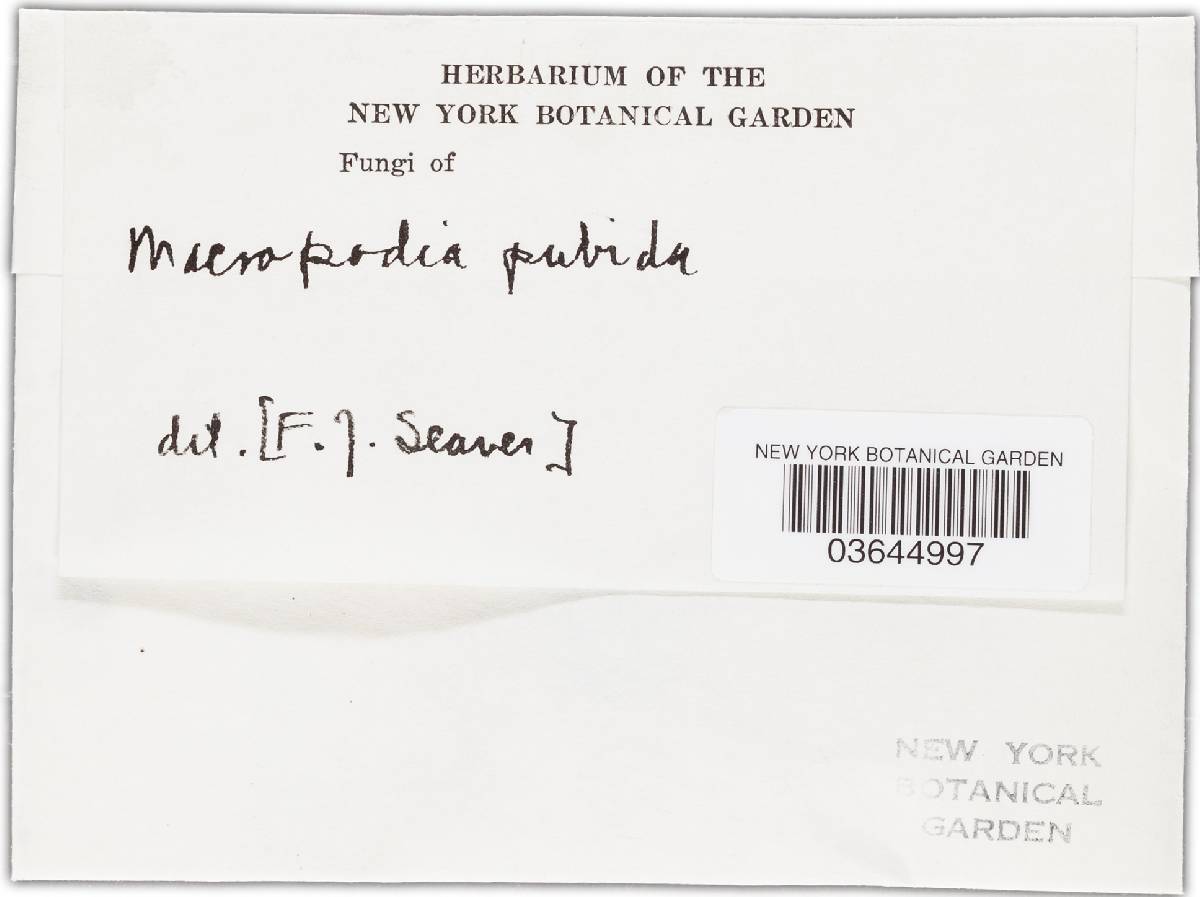 HERBARIUM OF THE
NEW YORK BOTANICAL GARDEN
Fungi of
Macropodia pubida
det. [F. J. Seaver]
NEW YORK BOTANICAL GARDEN
03644997
NEW YORK
BOTANICAL
GARDEN